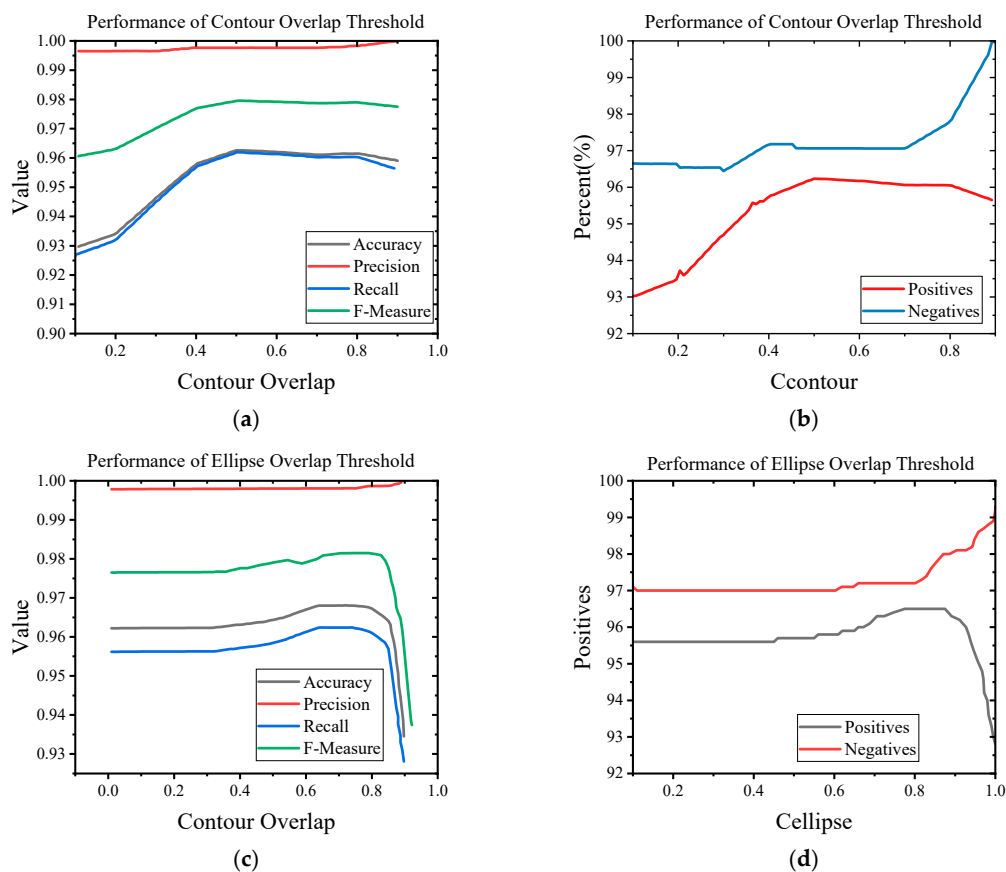 Performance of Contour Overlap Threshold
1.00
0.99
0.98
0.97
0.96
0.95
0.94
0.93
0.92
0.91
0.90
Value
Accuracy
Precision
Recall
F-Measure
0.2 0.4 0.6 0.8 1.0
Contour Overlap
(a)
Performance of Contour Overlap Threshold
100
99
98
97
96
95
94
93
92
Percent(%)
Positives
Negatives
0.2 0.4 0.6 0.8
Ccontour
(b)
Performance of Ellipse Overlap Threshold
1.00
0.99
0.98
0.97
0.96
0.95
0.94
0.93
Value
Accuracy
Precision
Recall
F-Measure
0.0 0.2 0.4 0.6 0.8 1.0
Contour Overlap
(c)
Performance of Ellipse Overlap Threshold
100
99
98
97
96
95
94
93
92
Positives
Positives
Negatives
0.2 0.4 0.6 0.8 1.0
Cellipse
(d)